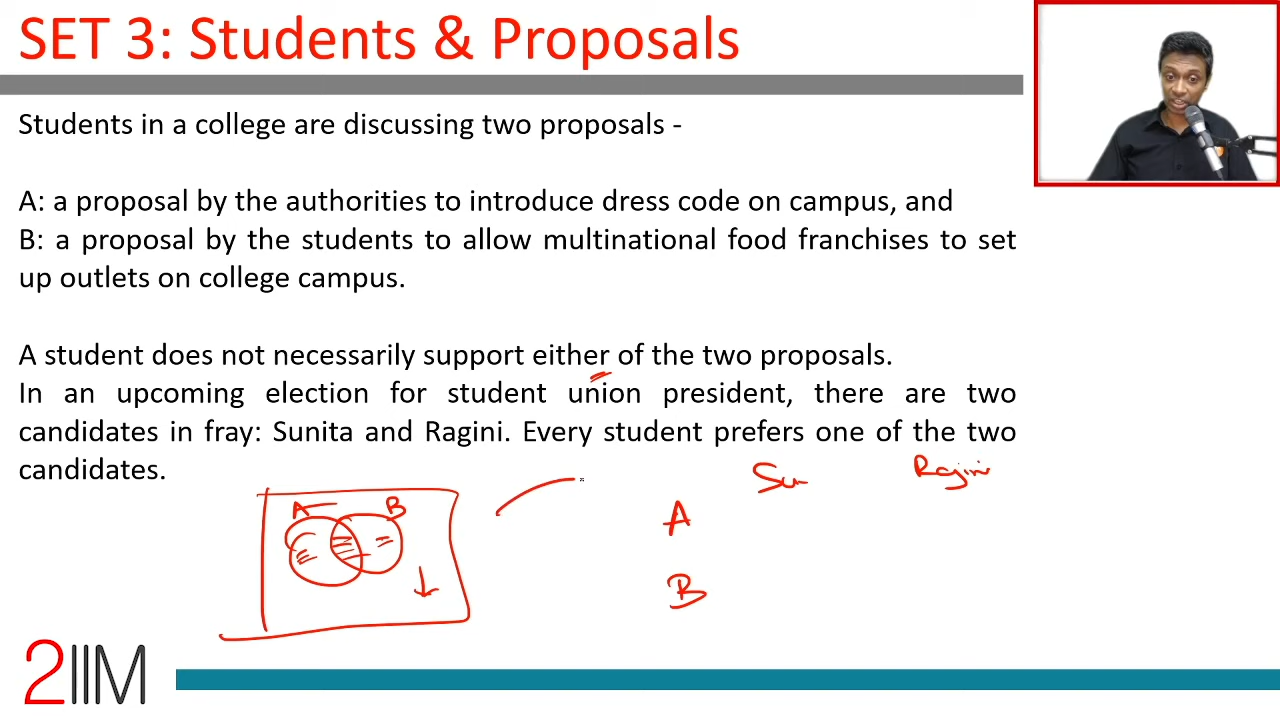 SET 3: Students & Proposals
Students in a college are discussing two proposals -
A: a proposal by the authorities to introduce dress code on campus, and
B: a proposal by the students to allow multinational food franchises to set
up outlets on college campus.
A student does not necessarily support either of the two proposals.
In an upcoming election for student union president, there are two
candidates in fray: Sunita and Ragini. Every student prefers one of the two
candidates.
Sun Ragini
A B
A
B
2IIM